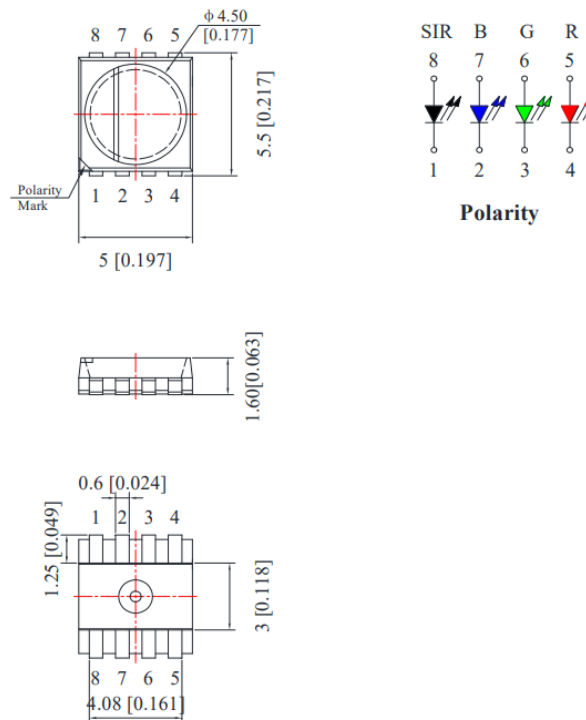 ϕ 4.50
[0.177]
8 7 6 5
5.5 [0.217]
Polarity
Mark
1 2 3 4
5 [0.197]
SIR B G R
8 7 6 5
1 2 3 4
Polarity
1.60[0.063]
0.6 [0.024]
1 2 3 4
1.25 [0.049]
3 [0.118]
8 7 6 5
4.08 [0.161]